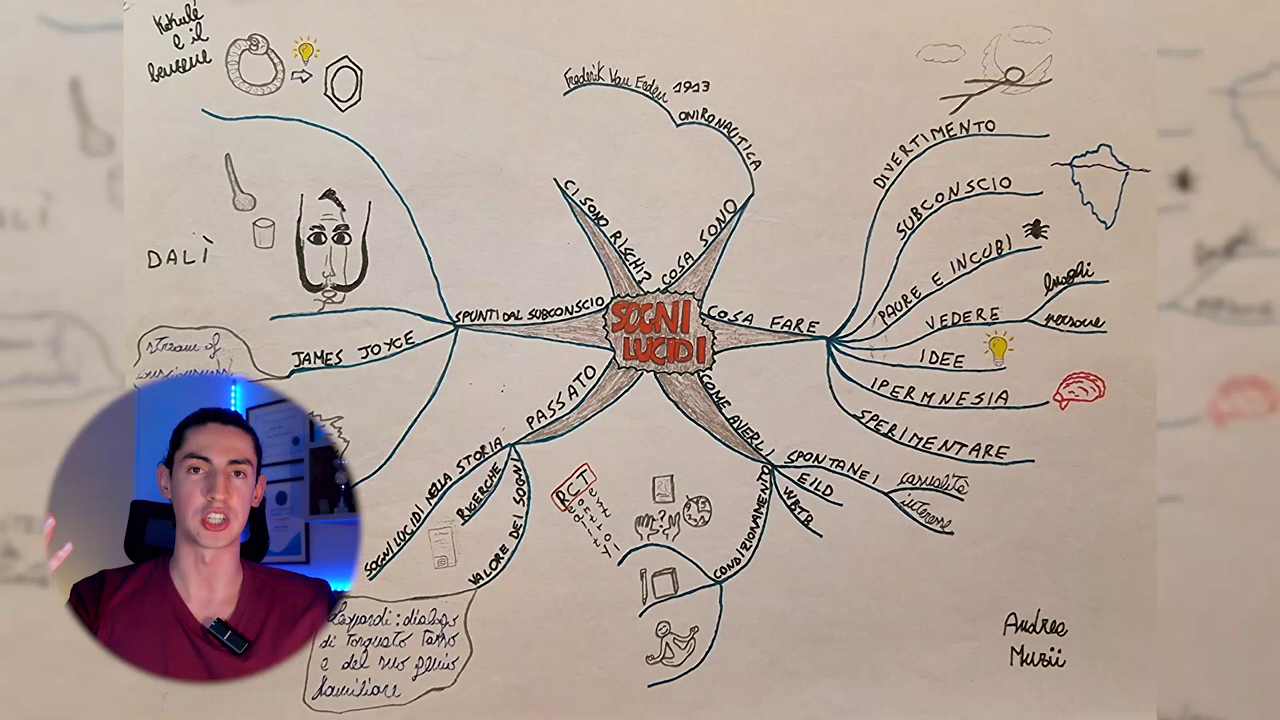 Kekulé
e il
benzene
DALÌ
JAMES JOYCE
stream of
SPUNTI DAL SUBCONSCIO
CI SONO RISCHI?
Frederik Van Eeden 1913
ONIRONAUTICA
COSA SONO
SOGNI
LUCIDI
COSA FARE
DIVERTIMENTO
SUBCONSCIO
PAURE E INCUBI
VEDERE
luoghi
persone
IDEE
IPERMNESIA
SPERIMENTARE
COME AVERLI
SPONTANEI
casualità
interesse
EILD
WBTB
CONDIZIONAMENTO
RCT
PASSATO
SOGNI LUCIDI NELLA STORIA
RICERCHE
VALORE DEI SOGNI
Leopardi: dialogo
di Torquato Tasso
e del suo genio
familiare
Andrea
Muzii